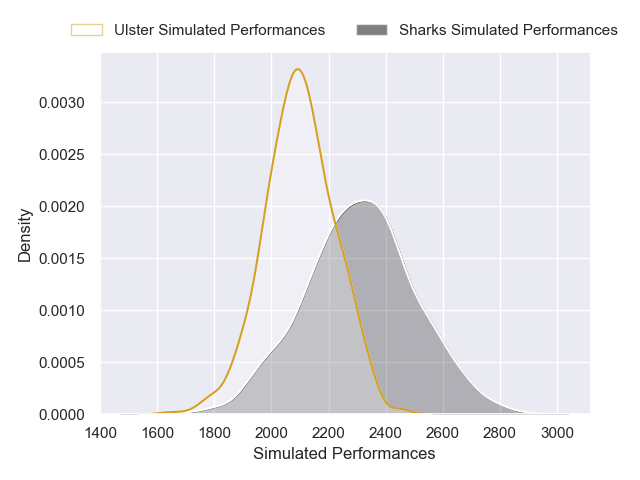 Ulster Simulated Performances Sharks Simulated Performances
0.0030
0.0025
0.0020
0.0015
0.0010
0.0005
0.0000
Density
1400 1600 1800 2000 2200 2400 2600 2800 3000
Simulated Performances